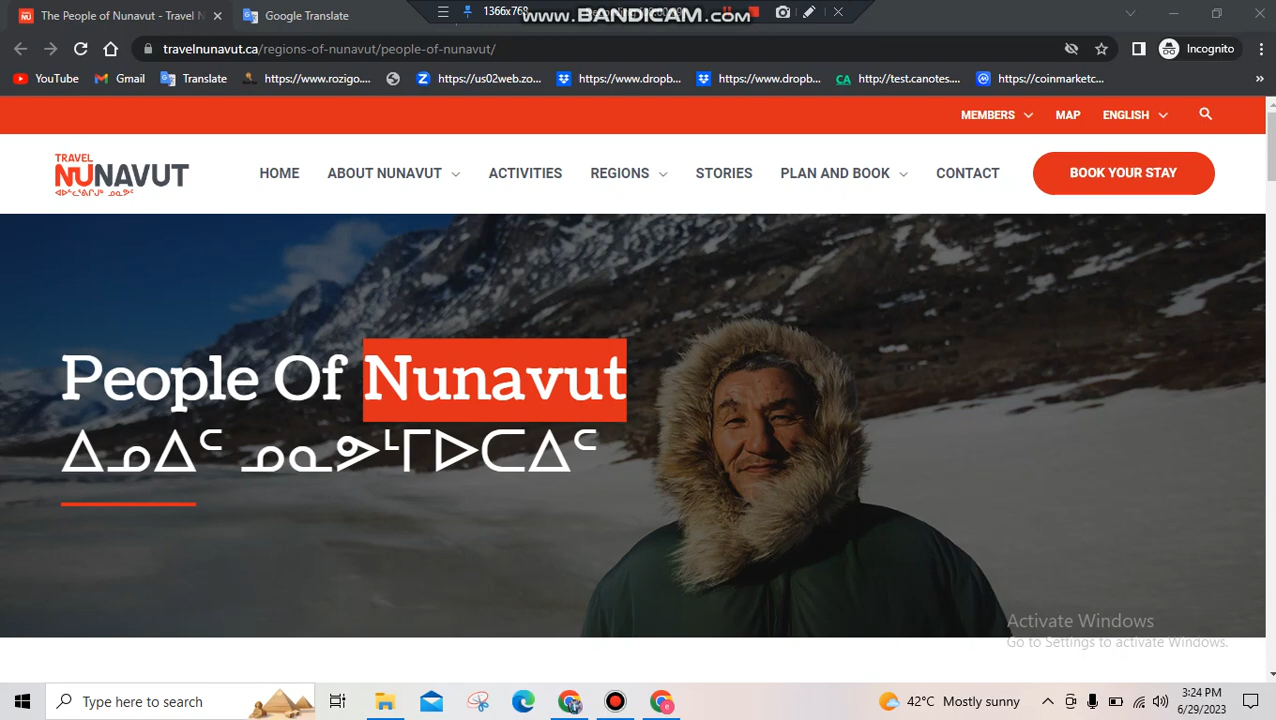 The People of Nunavut - Travel N
Google Translate
1366x768
WWW.BANDICAM.COM
travelnunavut.ca/regions-of-nunavut/people-of-nunavut/
Incognito
YouTube
Gmail
Translate
https://www.rozigo....
https://us02web.zo...
https://www.dropb...
https://www.dropb...
http://test.canotes....
https://coinmarketc...
MEMBERS
MAP
ENGLISH
TRAVEL
NUNAVUT
HOME
ABOUT NUNAVUT
ACTIVITIES
REGIONS
STORIES
PLAN AND BOOK
CONTACT
BOOK YOUR STAY
People Of Nunavut
ᐃᓄᐃᑦ ᓄᓇᕗᒻᒥᐅᑕᐃᑦ
Activate Windows
Go to Settings to activate Windows.
Type here to search
42°C Mostly sunny
3:24 PM
6/29/2023